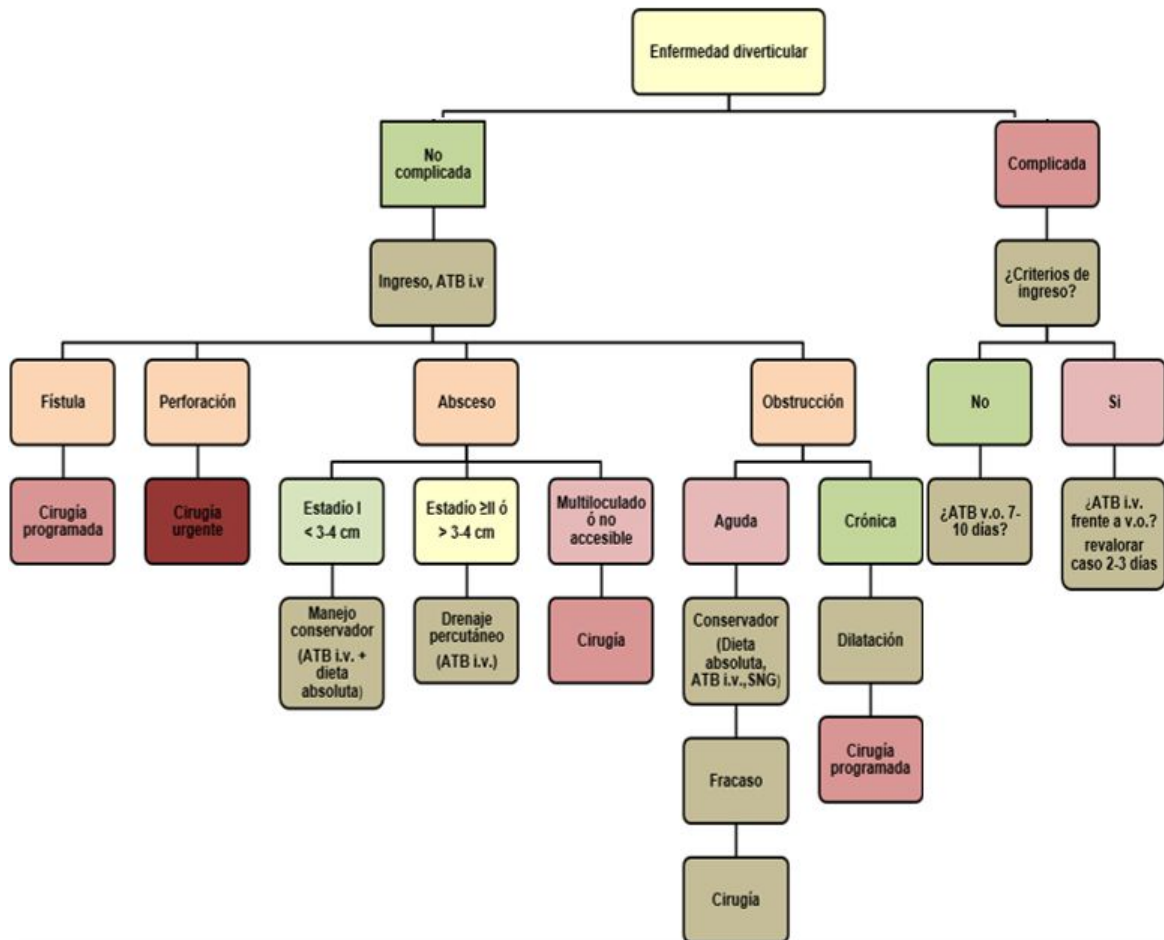 Enfermedad diverticular
No
complicada
Complicada
Ingreso, ATB i.v
¿Criterios de
ingreso?
Fístula
Perforación
Absceso
Obstrucción
No
Si
Cirugía
programada
Cirugía
urgente
Estadío I
< 3-4 cm
Estadío ≥II ó
> 3-4 cm
Multiloculado
ó no
accesible
Aguda
Crónica
¿ATB v.o. 7-
10 días?
¿ATB i.v.
frente a v.o.?
revalorar
caso 2-3 días
Manejo
conservador
(ATB i.v. +
dieta
absoluta)
Drenaje
percutáneo
(ATB i.v.)
Cirugía
Conservador
(Dieta
absoluta,
ATB i.v.,SNG)
Dilatación
Fracaso
Cirugía
programada
Cirugía